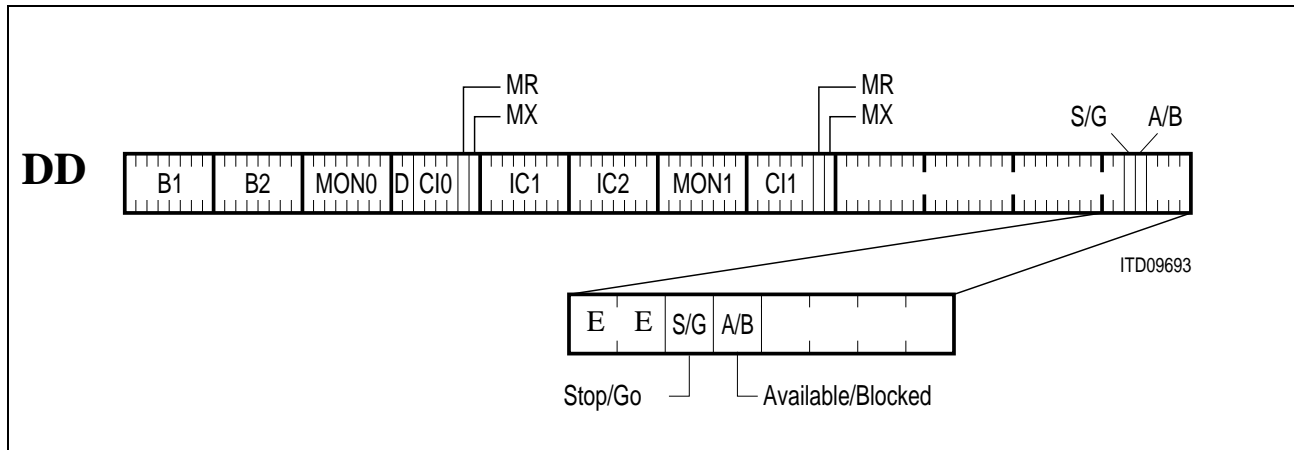 MR MR
MX MX
S/G A/B
DD B1 B2 MON0 D CI0 IC1 IC2 MON1 CI1
ITD09693
E E S/G A/B
Stop/Go Available/Blocked